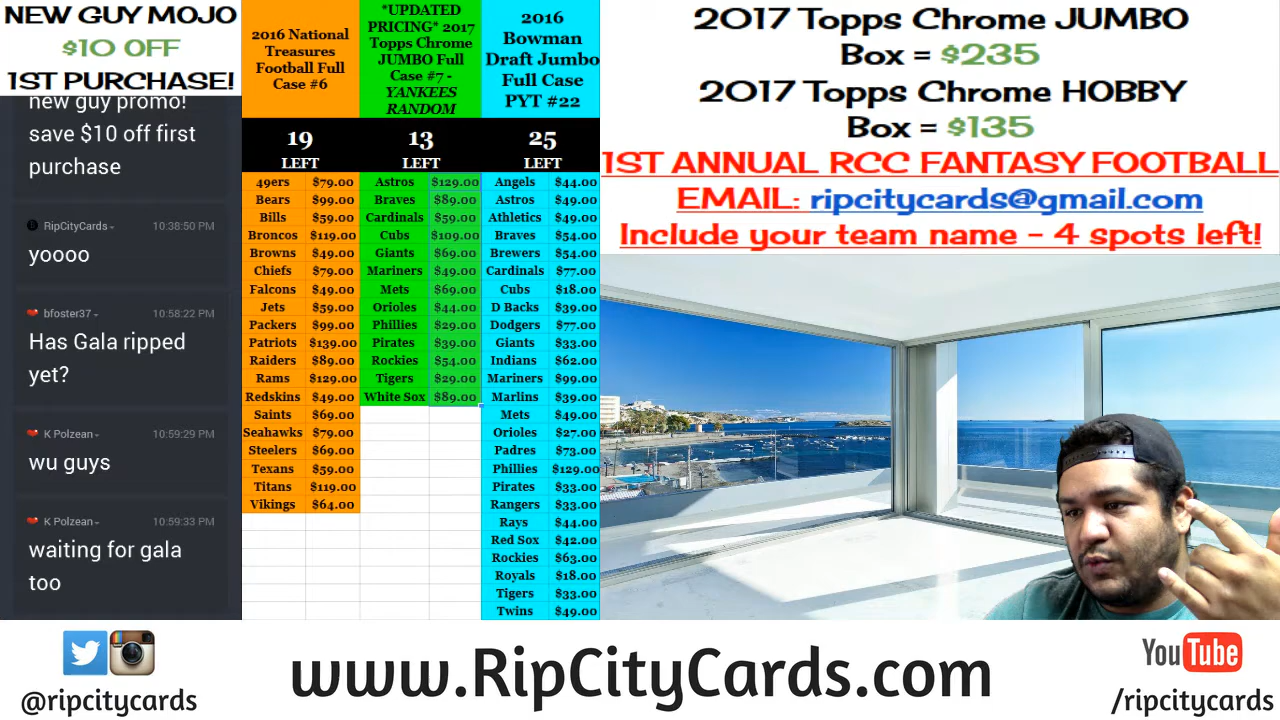 NEW GUY MOJO
$10 OFF
1ST PURCHASE!
new guy promo!
save $10 off first
purchase
RipCityCards 10:38:50 PM
yoooo
bfoster37 10:58:22 PM
Has Gala ripped
yet?
K Polzean 10:59:29 PM
wu guys
K Polzean 10:59:33 PM
waiting for gala
too
2016 National
Treasures
Football Full
Case #6
19
LEFT
49ers $79.00
Bears $99.00
Bills $59.00
Broncos $119.00
Browns $49.00
Chiefs $79.00
Falcons $49.00
Jets $59.00
Packers $99.00
Patriots $139.00
Raiders $89.00
Rams $129.00
Redskins $49.00
Saints $69.00
Seahawks $79.00
Steelers $69.00
Texans $59.00
Titans $119.00
Vikings $64.00
*UPDATED
PRICING* 2017
Topps Chrome
JUMBO Full
Case #7 -
YANKEES
RANDOM
13
LEFT
Astros $129.00
Braves $89.00
Cardinals $59.00
Cubs $109.00
Giants $69.00
Mariners $49.00
Mets $69.00
Orioles $44.00
Phillies $29.00
Pirates $39.00
Rockies $54.00
Tigers $29.00
White Sox $89.00
2016
Bowman
Draft Jumbo
Full Case
PYT #22
25
LEFT
Angels $44.00
Astros $49.00
Athletics $49.00
Braves $54.00
Brewers $54.00
Cardinals $77.00
Cubs $18.00
D Backs $39.00
Dodgers $77.00
Giants $33.00
Indians $62.00
Mariners $99.00
Marlins $39.00
Mets $49.00
Orioles $27.00
Padres $73.00
Phillies $129.00
Pirates $33.00
Rangers $33.00
Rays $44.00
Red Sox $42.00
Rockies $63.00
Royals $18.00
Tigers $33.00
Twins $49.00
2017 Topps Chrome JUMBO
Box = $235
2017 Topps Chrome HOBBY
Box = $135
1ST ANNUAL RCC FANTASY FOOTBALL
EMAIL: ripcitycards@gmail.com
Include your team name - 4 spots left!
@ripcitycards
www.RipCityCards.com
YouTube
/ripcitycards